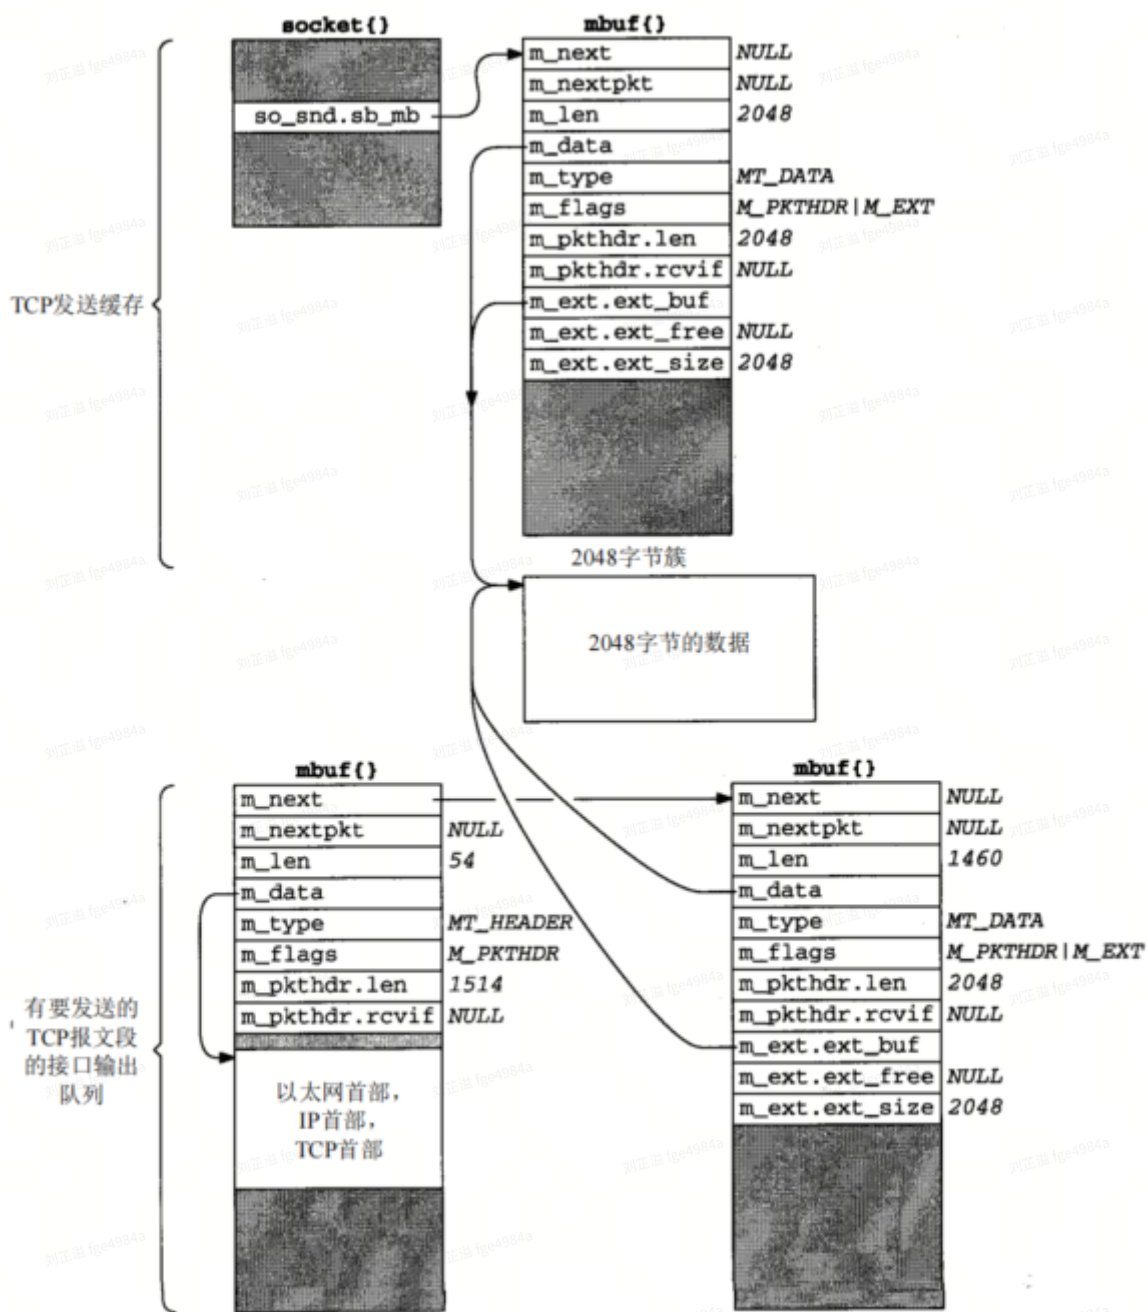 socket{}
mbuf{}
so_snd.sb_mb
m_next NULL
m_nextpkt NULL
m_len 2048
m_data
m_type MT_DATA
m_flags M_PKTHDR|M_EXT
m_pkthdr.len 2048
m_pkthdr.rcvif NULL
m_ext.ext_buf
m_ext.ext_free NULL
m_ext.ext_size 2048
TCP发送缓存
2048字节簇
2048字节的数据
mbuf{}
m_next
m_nextpkt NULL
m_len 54
m_data
m_type MT_HEADER
m_flags M_PKTHDR
m_pkthdr.len 1514
m_pkthdr.rcvif NULL
以太网首部，
IP首部，
TCP首部
有要发送的
TCP报文段
的接口输出
队列
mbuf{}
m_next NULL
m_nextpkt NULL
m_len 1460
m_data
m_type MT_DATA
m_flags M_PKTHDR|M_EXT
m_pkthdr.len 2048
m_pkthdr.rcvif NULL
m_ext.ext_buf
m_ext.ext_free NULL
m_ext.ext_size 2048